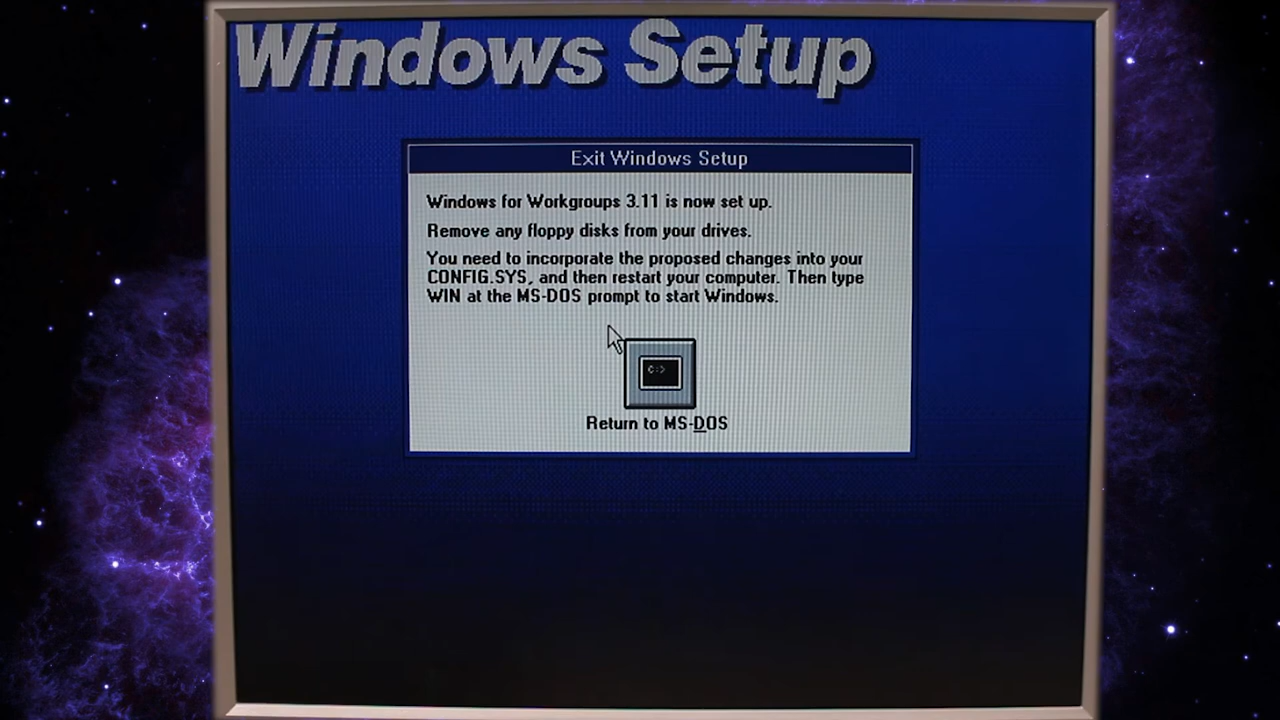 Windows Setup
Exit Windows Setup
Windows for Workgroups 3.11 is now set up.
Remove any floppy disks from your drives.
You need to incorporate the proposed changes into your
CONFIG.SYS, and then restart your computer. Then type
WIN at the MS-DOS prompt to start Windows.
C:>
Return to MS-DOS